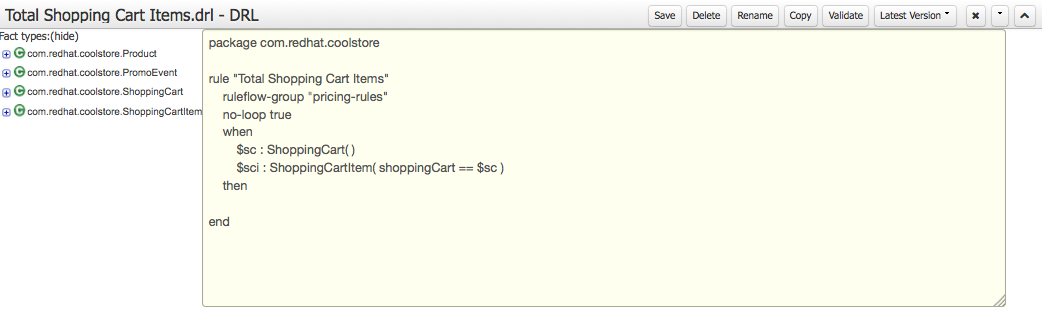 Total Shopping Cart Items.drl - DRL
Save Delete Rename Copy Validate Latest Version
Fact types:(hide)
com.redhat.coolstore.Product
com.redhat.coolstore.PromoEvent
com.redhat.coolstore.ShoppingCart
com.redhat.coolstore.ShoppingCartItem
package com.redhat.coolstore
rule "Total Shopping Cart Items"
ruleflow-group "pricing-rules"
no-loop true
when
$sc : ShoppingCart( )
$sci : ShoppingCartItem( shoppingCart == $sc )
then
end